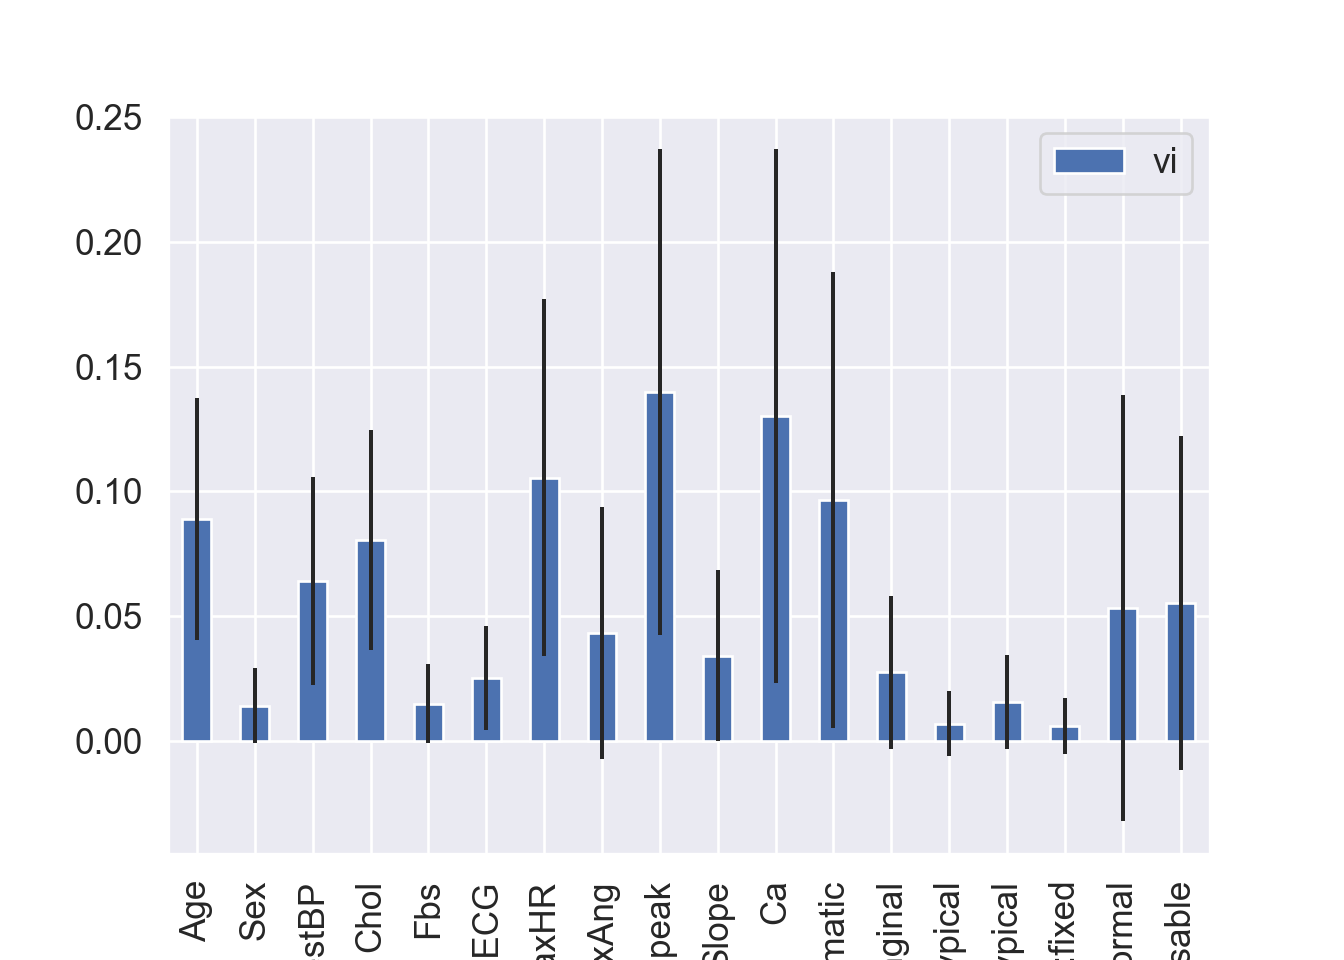 0.25
vi
0.20
0.15
0.10
0.05
0.00
Age
Sex
stBP
Chol
Fbs
ECG
axHR
xAng
peak
Slope
Ca
matic
ginal
ypical
ypical
fixed
ormal
sable